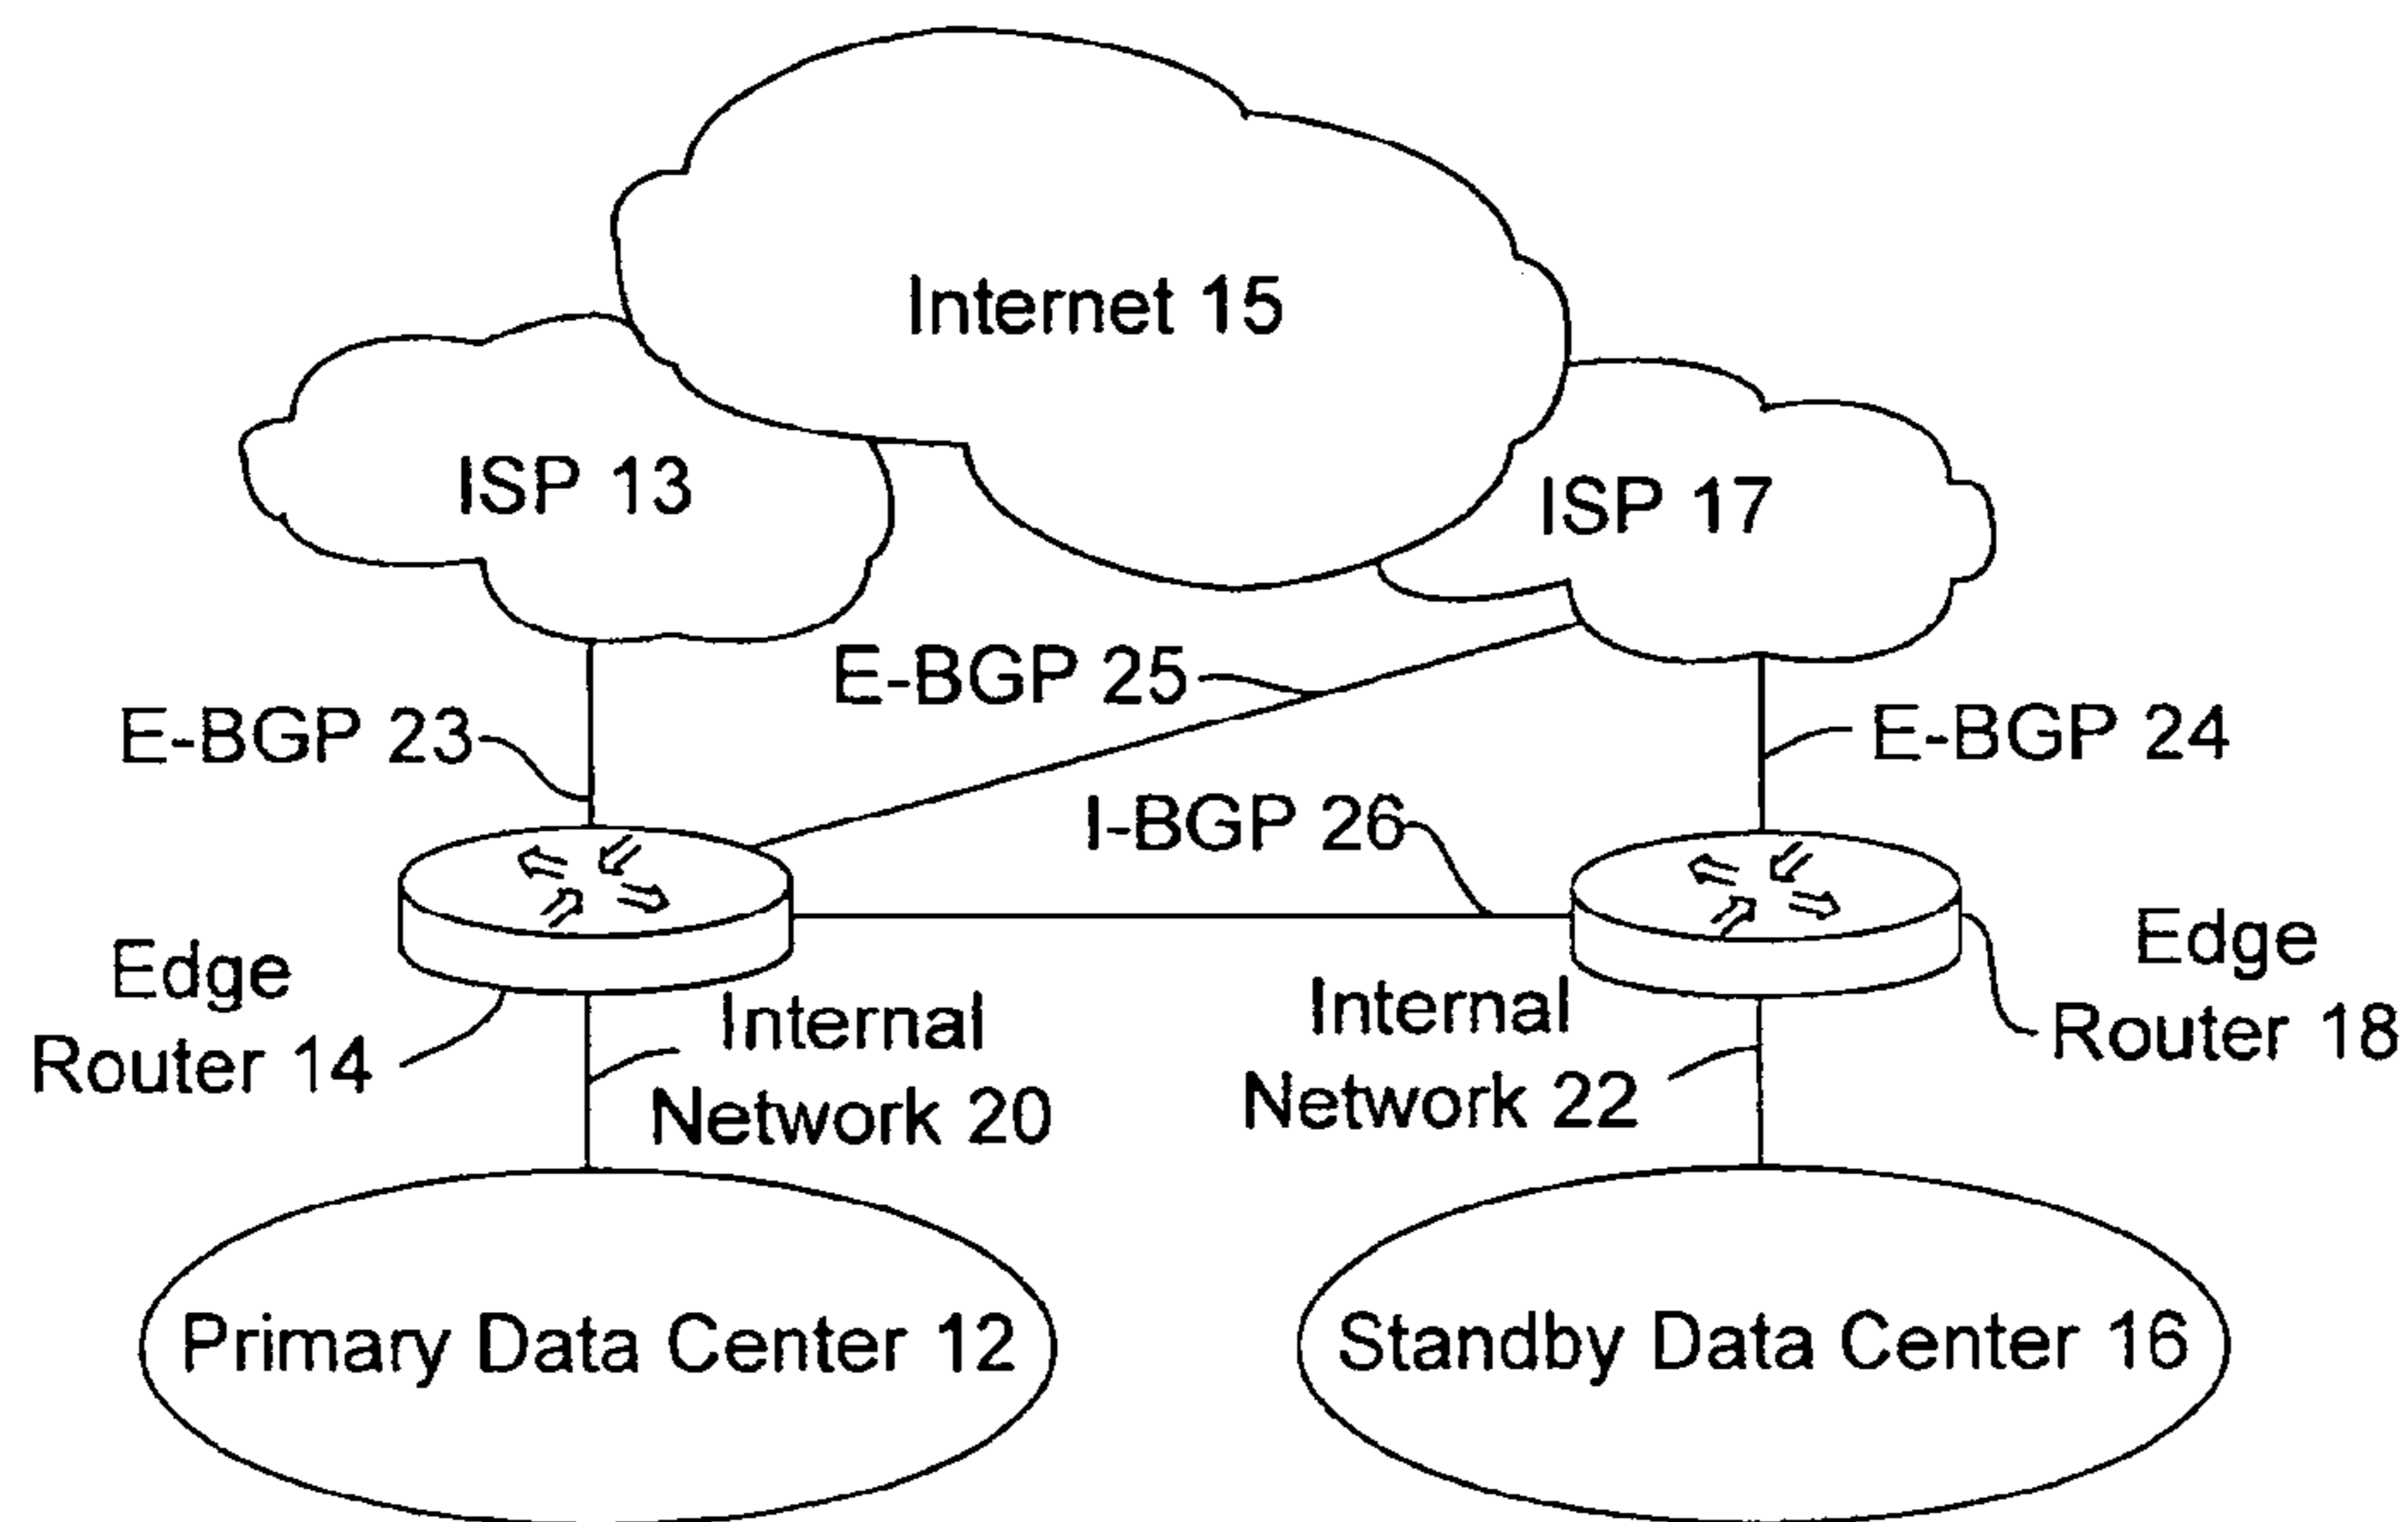 Internet 15
ISP 13
ISP 17
E-BGP 25
E-BGP 23
E-BGP 24
I-BGP 26
Edge
Router 14
Internal
Network 20
Internal
Network 22
Edge
Router 18
Primary Data Center 12
Standby Data Center 16